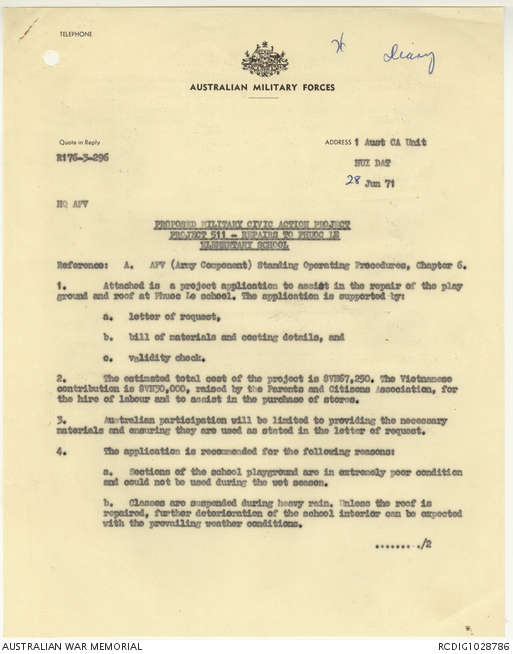 TELEPHONE
Diary
AUSTRALIAN MILITARY FORCES
Quote in Reply
ADDRESS 1 Aust CA Unit
R176-3-296
NUI DAT
28 Jun 71
HQ AFV
PROPOSED MILITARY CIVIC ACTION PROJECT
PROJECT 511 - REPAIRS TO PHUOC LE
ELEMENTARY SCHOOL
Reference: A. AFV (Army Component) Standing Operating Procedures, Chapter 6.
1. Attached is a project application to assist in the repair of the play
ground and roof at Phuoc Le school. The application is supported by:
a. letter of request,
b. bill of materials and costing details, and
c. validity check.
2. The estimated total cost of the project is $VN67,250. The Vietnamese
contribution is $VN30,000, raised by the Parents and Citizens Association, for
the hire of labour and to assist in the purchase of stores.
3. Australian participation will be limited to providing the necessary
materials and ensuring they are used as stated in the letter of request.
4. The application is recommended for the following reasons:
a. Sections of the school playground are in extremely poor condition
and could not be used during the wet season.
b. Classes are suspended during heavy rain. Unless the roof is
repaired, further deterioration of the school interior can be expected
with the prevailing weather conditions.
......../2
AUSTRALIAN WAR MEMORIAL
RCDIG1028786